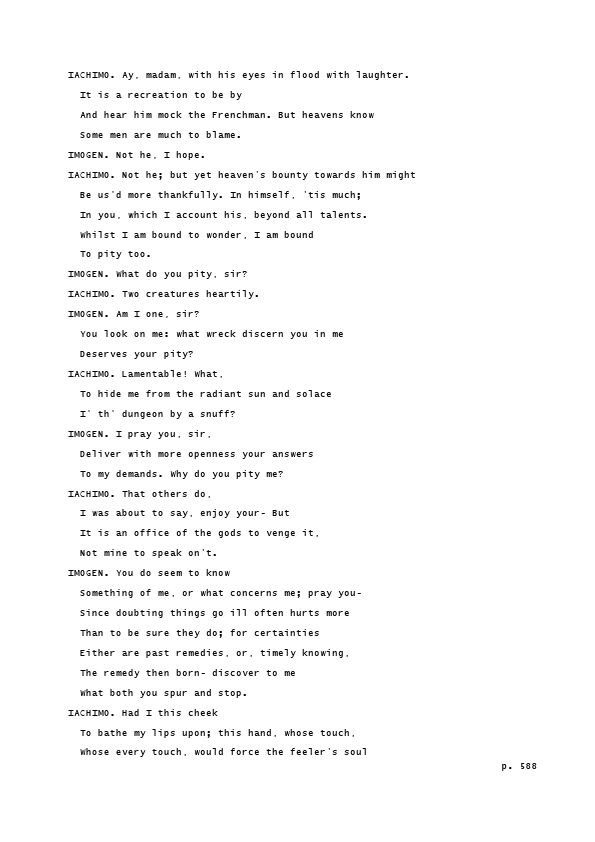 IACHIMO. Ay, madam, with his eyes in flood with laughter.
It is a recreation to be by
And hear him mock the Frenchman. But heavens know
Some men are much to blame.
IMOGEN. Not he, I hope.
IACHIMO. Not he; but yet heaven's bounty towards him might
Be us'd more thankfully. In himself, 'tis much;
In you, which I account his, beyond all talents.
Whilst I am bound to wonder, I am bound
To pity too.
IMOGEN. What do you pity, sir?
IACHIMO. Two creatures heartily.
IMOGEN. Am I one, sir?
You look on me: what wreck discern you in me
Deserves your pity?
IACHIMO. Lamentable! What,
To hide me from the radiant sun and solace
I' th' dungeon by a snuff?
IMOGEN. I pray you, sir,
Deliver with more openness your answers
To my demands. Why do you pity me?
IACHIMO. That others do,
I was about to say, enjoy your- But
It is an office of the gods to venge it,
Not mine to speak on't.
IMOGEN. You do seem to know
Something of me, or what concerns me; pray you-
Since doubting things go ill often hurts more
Than to be sure they do; for certainties
Either are past remedies, or, timely knowing,
The remedy then born- discover to me
What both you spur and stop.
IACHIMO. Had I this cheek
To bathe my lips upon; this hand, whose touch,
Whose every touch, would force the feeler's soul
p. 588